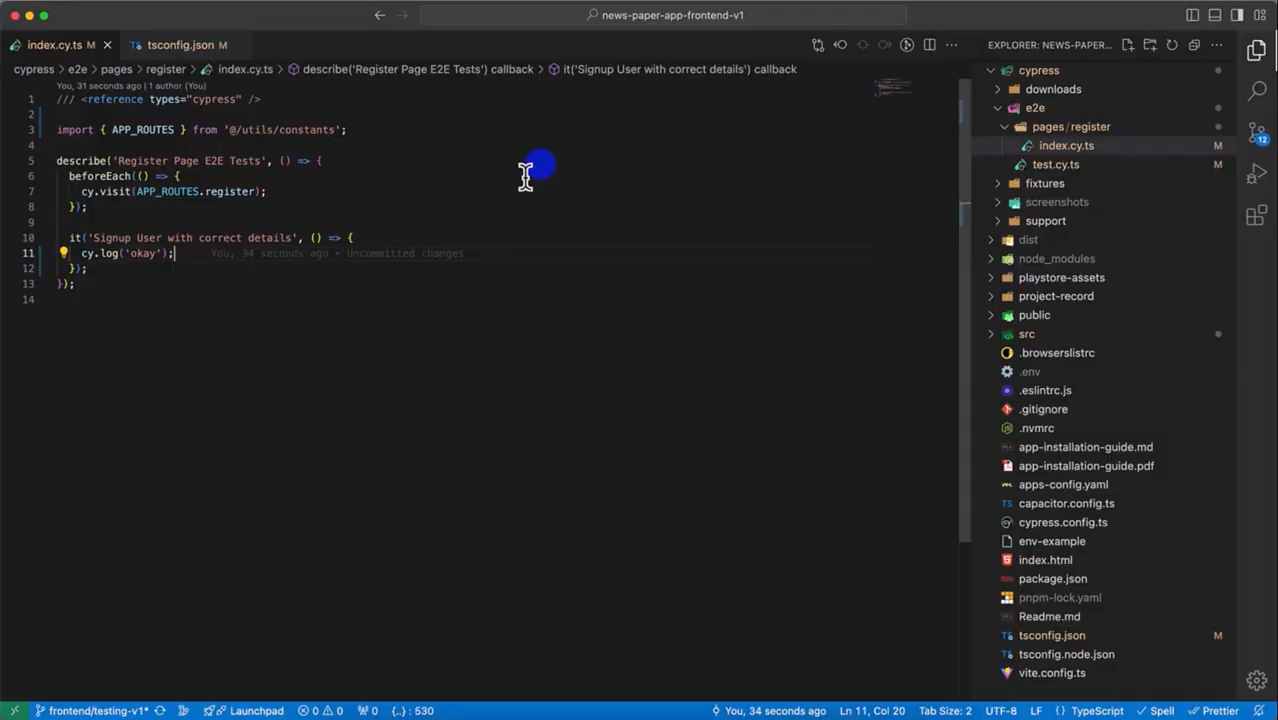 news-paper-app-frontend-v1
index.cy.ts M
TS tsconfig.json M
EXPLORER: NEWS-PAPER...
cypress > e2e > pages > register > index.cy.ts > describe('Register Page E2E Tests') callback > it('Signup User with correct details') callback
You, 31 seconds ago | 1 author (You)
1 /// <reference types="cypress" />
2
3 import { APP_ROUTES } from '@/utils/constants';
4
5 describe('Register Page E2E Tests', () => {
6 beforeEach(() => {
7 cy.visit(APP_ROUTES.register);
8 });
9
10 it('Signup User with correct details', () => {
11 cy.log('okay'); You, 34 seconds ago • Uncommitted changes
12 });
13 });
14
cypress
downloads
e2e
pages/register
index.cy.ts M
test.cy.ts M
fixtures
screenshots
support
dist
node_modules
playstore-assets
project-record
public
src
.browserslistrc
.env
.eslintrc.js
.gitignore
.nvmrc
app-installation-guide.md
app-installation-guide.pdf
apps-config.yaml
TS capacitor.config.ts
cypress.config.ts
env-example
index.html
package.json
pnpm-lock.yaml
Readme.md
TS tsconfig.json M
TS tsconfig.node.json
vite.config.ts
12
frontend/testing-v1* Launchpad 0 0 0 {..} : 530
You, 34 seconds ago Ln 11, Col 20 Tab Size: 2 UTF-8 LF {} TypeScript Spell Prettier